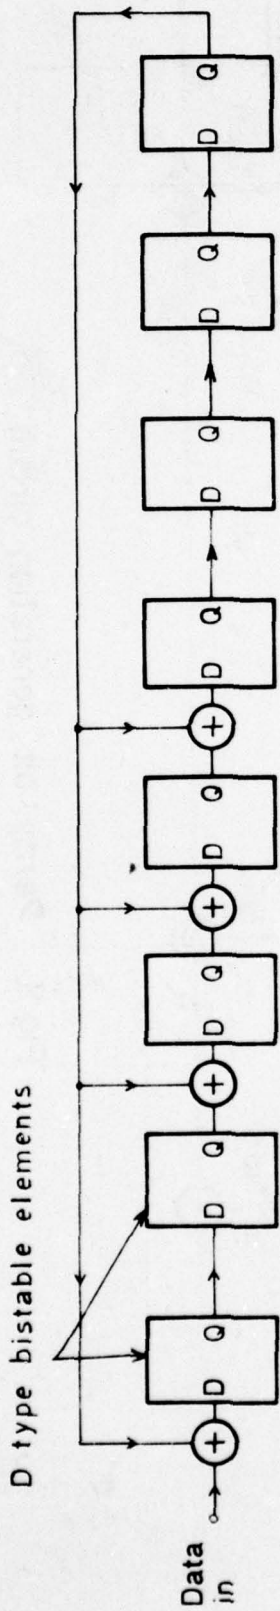 D type bistable elements
Data
in
D Q
D Q
D Q
D Q
D Q
D Q
D Q
D Q